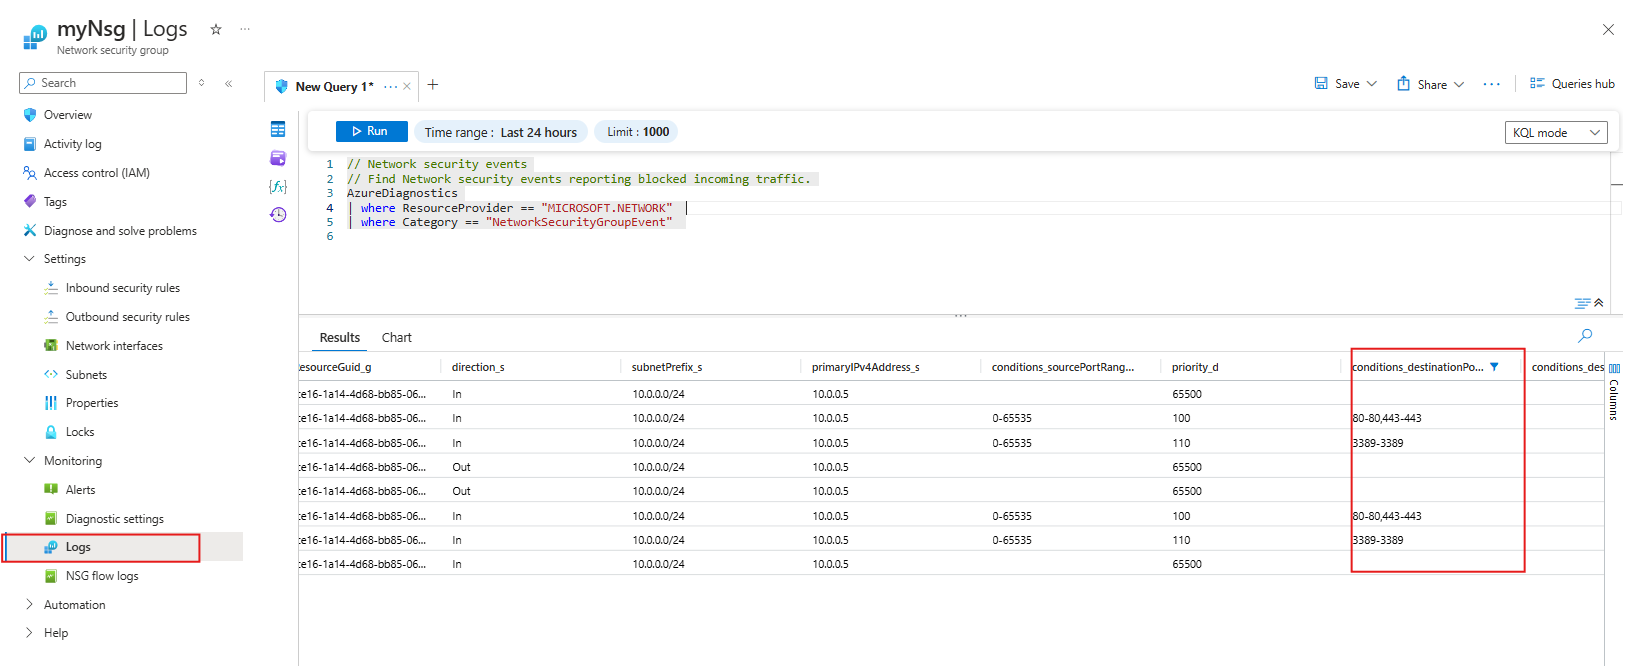 myNsg | Logs
Network security group
Search
Overview
Activity log
Access control (IAM)
Tags
Diagnose and solve problems
Settings
Inbound security rules
Outbound security rules
Network interfaces
Subnets
Properties
Locks
Monitoring
Alerts
Diagnostic settings
Logs
NSG flow logs
Automation
Help
New Query 1*
Save
Share
Queries hub
Run
Time range : Last 24 hours
Limit : 1000
KQL mode
1 // Network security events
2 // Find Network security events reporting blocked incoming traffic.
3 AzureDiagnostics
4 | where ResourceProvider == "MICROSOFT.NETWORK"
5 | where Category == "NetworkSecurityGroupEvent"
6
Results Chart
esourceGuid_g direction_s subnetPrefix_s primaryIPv4Address_s conditions_sourcePortRang... priority_d conditions_destinationPo... conditions_des
ce16-1a14-4d68-bb85-06... In 10.0.0.0/24 10.0.0.5 65500
ce16-1a14-4d68-bb85-06... In 10.0.0.0/24 10.0.0.5 0-65535 100 80-80,443-443
ce16-1a14-4d68-bb85-06... In 10.0.0.0/24 10.0.0.5 0-65535 110 3389-3389
ce16-1a14-4d68-bb85-06... Out 10.0.0.0/24 10.0.0.5 65500
ce16-1a14-4d68-bb85-06... Out 10.0.0.0/24 10.0.0.5 65500
ce16-1a14-4d68-bb85-06... In 10.0.0.0/24 10.0.0.5 0-65535 100 80-80,443-443
ce16-1a14-4d68-bb85-06... In 10.0.0.0/24 10.0.0.5 0-65535 110 3389-3389
ce16-1a14-4d68-bb85-06... In 10.0.0.0/24 10.0.0.5 65500
Columns